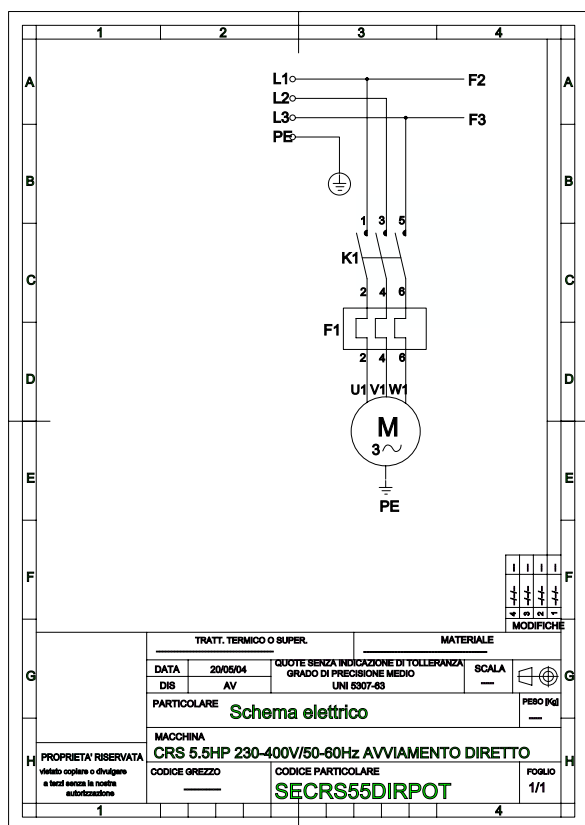 1 2 3 4
A A
L1 F2
L2
L3 F3
PE
B B
1 3 5
K1
C C
2 4 6
F1
2 4 6
D D
U1 V1 W1
M
3
E E
PE
F F
4 3 2 1
MODIFICHE
TRATT. TERMICO O SUPER. MATERIALE
G G
DATA 20/05/04 QUOTE SENZA INDICAZIONE DI TOLLERANZA SCALA
GRADO DI PRECISIONE MEDIO
DIS AV UNI 5307-63
PARTICOLARE Schema elettrico PESO [Kg]
MACCHINA
H H
PROPRIETA' RISERVATA CRS 5.5HP 230-400V/50-60Hz AVVIAMENTO DIRETTO
vietato copiare o divulgare
a terzi senza la nostra
autorizzazione
CODICE GREZZO CODICE PARTICOLARE FOGLIO
SECRS55DIRPOT 1/1
1 4